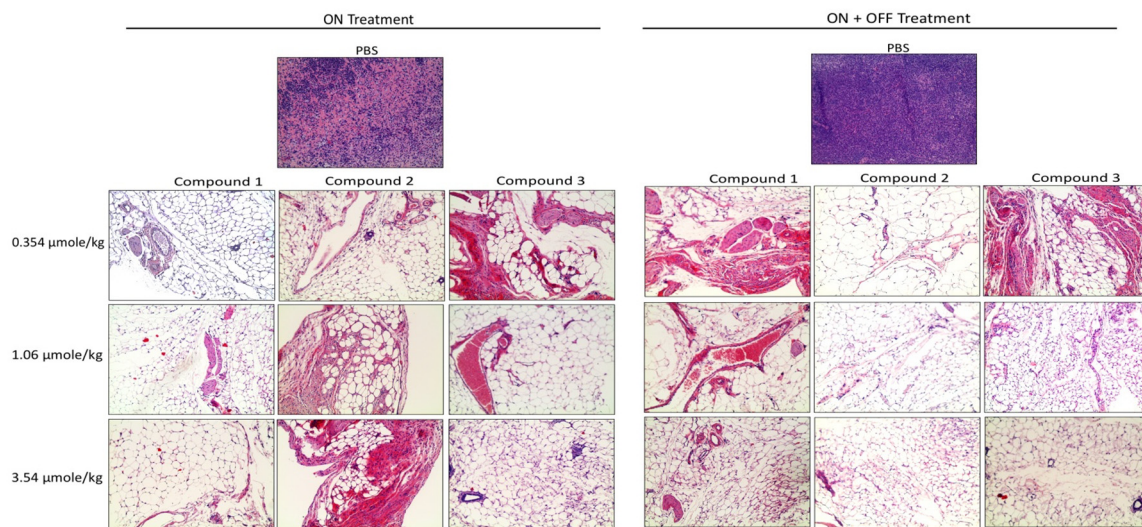 ON Treatment
ON + OFF Treatment
PBS
PBS
Compound 1 Compound 2 Compound 3
Compound 1 Compound 2 Compound 3
0.354 µmole/kg
1.06 µmole/kg
3.54 µmole/kg